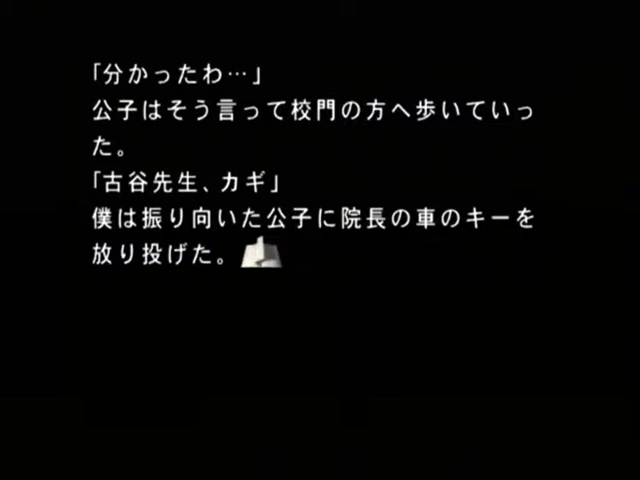 「分かったわ…」
公子はそう言って校門の方へ歩いていっ
た。
「古谷先生、カギ」
僕は振り向いた公子に院長の車のキーを
放り投げた。